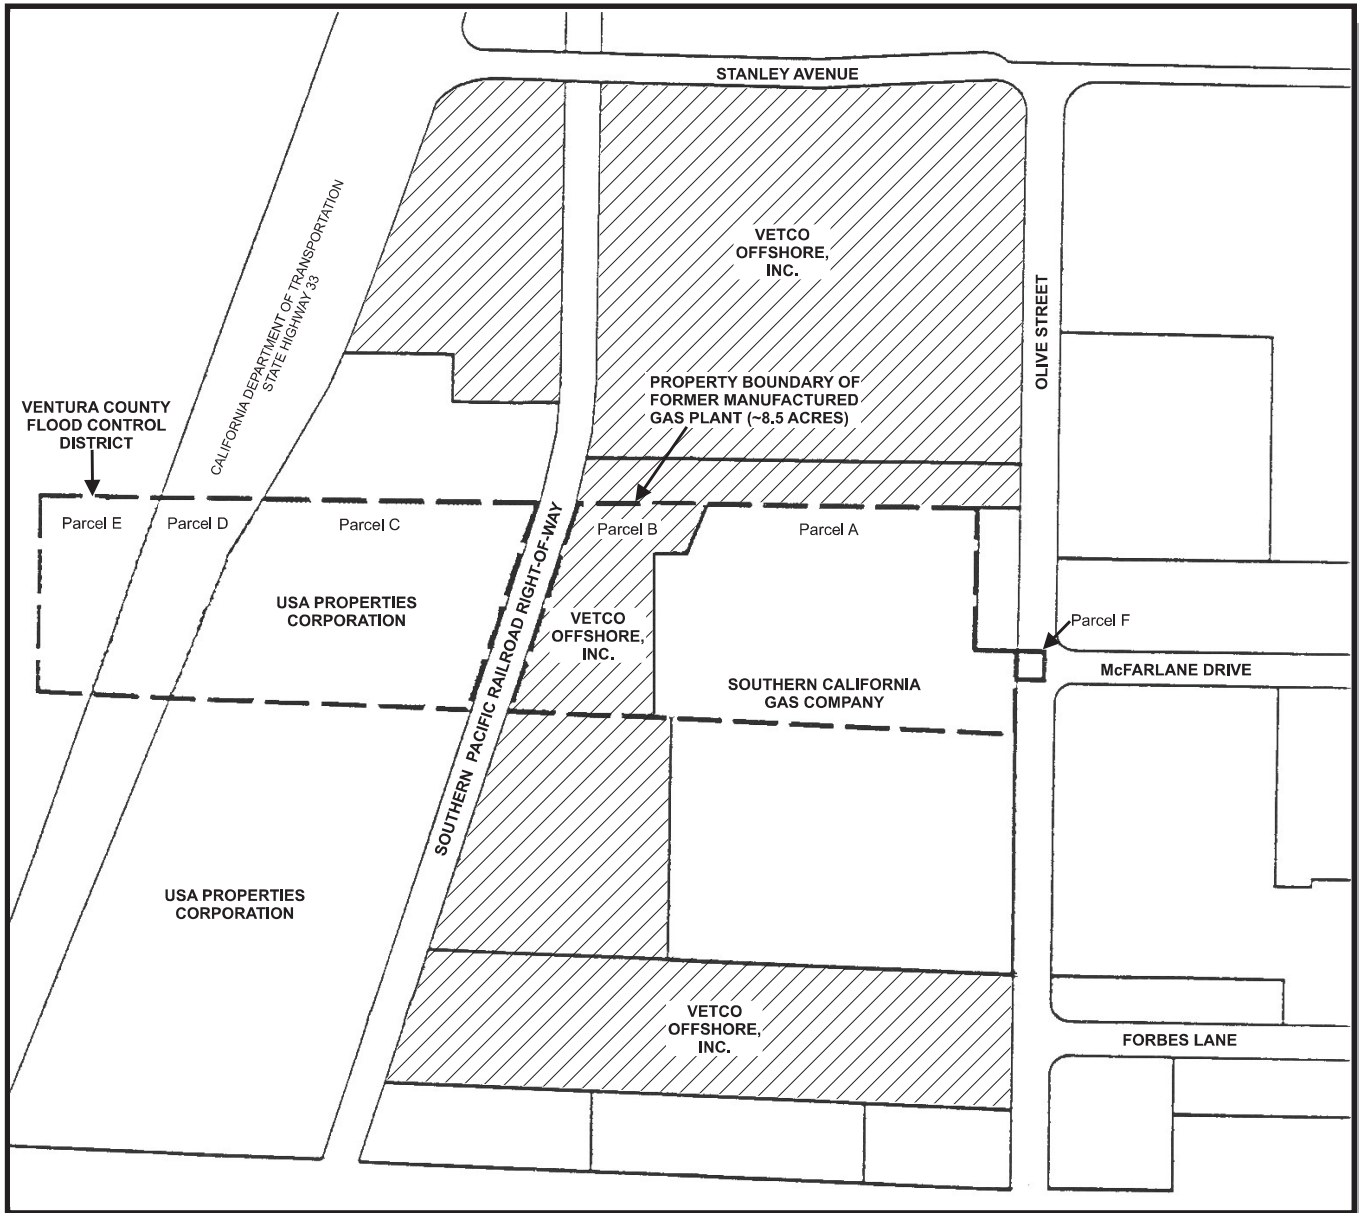 STANLEY AVENUE
CALIFORNIA DEPARTMENT OF TRANSPORTATION
STATE HIGHWAY 33
VETCO
OFFSHORE,
INC.
OLIVE STREET
PROPERTY BOUNDARY OF
FORMER MANUFACTURED
GAS PLANT (~8.5 ACRES)
VENTURA COUNTY
FLOOD CONTROL
DISTRICT
Parcel E
Parcel D
Parcel C
Parcel B
Parcel A
USA PROPERTIES
CORPORATION
SOUTHERN PACIFIC RAILROAD RIGHT-OF-WAY
VETCO
OFFSHORE,
INC.
Parcel F
McFARLANE DRIVE
SOUTHERN CALIFORNIA
GAS COMPANY
USA PROPERTIES
CORPORATION
VETCO
OFFSHORE,
INC.
FORBES LANE